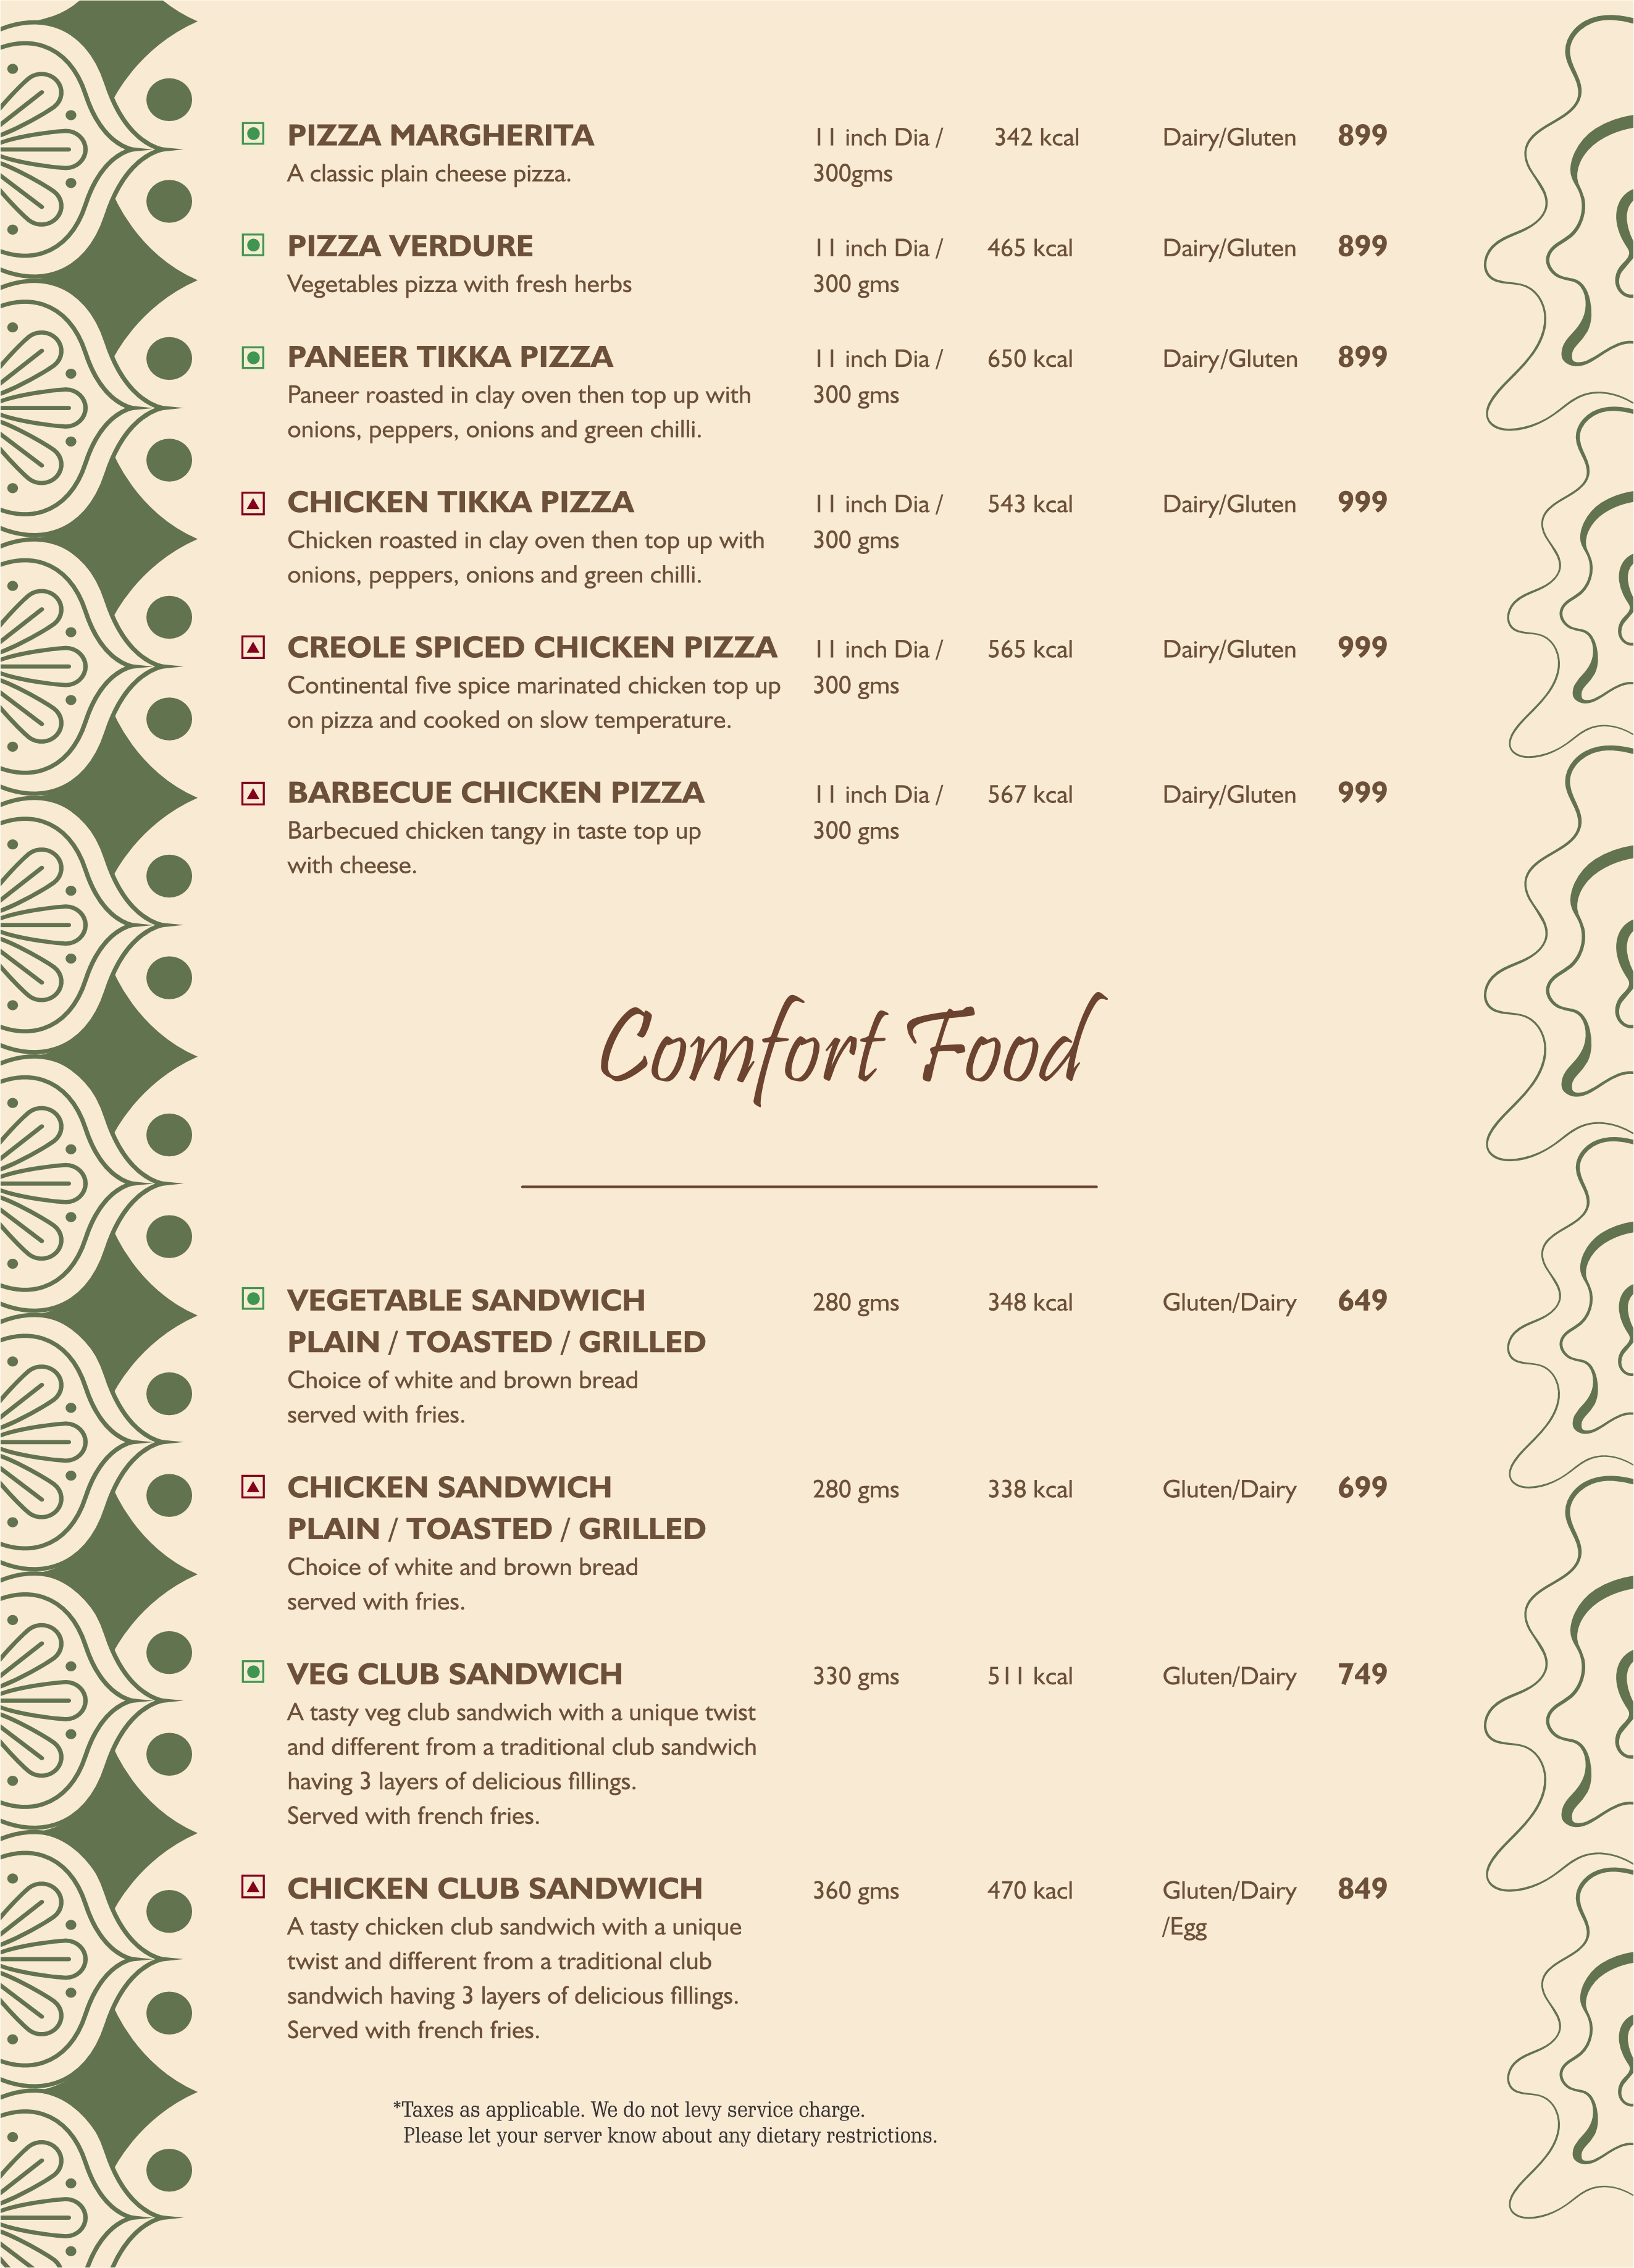 PIZZA MARGHERITA 11 inch Dia / 342 kcal Dairy/Gluten 899
A classic plain cheese pizza. 300gms
PIZZA VERDURE 11 inch Dia / 465 kcal Dairy/Gluten 899
Vegetables pizza with fresh herbs 300 gms
PANEER TIKKA PIZZA 11 inch Dia / 650 kcal Dairy/Gluten 899
Paneer roasted in clay oven then top up with 300 gms
onions, peppers, onions and green chilli.
CHICKEN TIKKA PIZZA 11 inch Dia / 543 kcal Dairy/Gluten 999
Chicken roasted in clay oven then top up with 300 gms
onions, peppers, onions and green chilli.
CREOLE SPICED CHICKEN PIZZA 11 inch Dia / 565 kcal Dairy/Gluten 999
Continental five spice marinated chicken top up 300 gms
on pizza and cooked on slow temperature.
BARBECUE CHICKEN PIZZA 11 inch Dia / 567 kcal Dairy/Gluten 999
Barbecued chicken tangy in taste top up 300 gms
with cheese.
Comfort Food
VEGETABLE SANDWICH 280 gms 348 kcal Gluten/Dairy 649
PLAIN / TOASTED / GRILLED
Choice of white and brown bread
served with fries.
CHICKEN SANDWICH 280 gms 338 kcal Gluten/Dairy 699
PLAIN / TOASTED / GRILLED
Choice of white and brown bread
served with fries.
VEG CLUB SANDWICH 330 gms 511 kcal Gluten/Dairy 749
A tasty veg club sandwich with a unique twist
and different from a traditional club sandwich
having 3 layers of delicious fillings.
Served with french fries.
CHICKEN CLUB SANDWICH 360 gms 470 kacl Gluten/Dairy 849
A tasty chicken club sandwich with a unique /Egg
twist and different from a traditional club
sandwich having 3 layers of delicious fillings.
Served with french fries.
*Taxes as applicable. We do not levy service charge.
Please let your server know about any dietary restrictions.